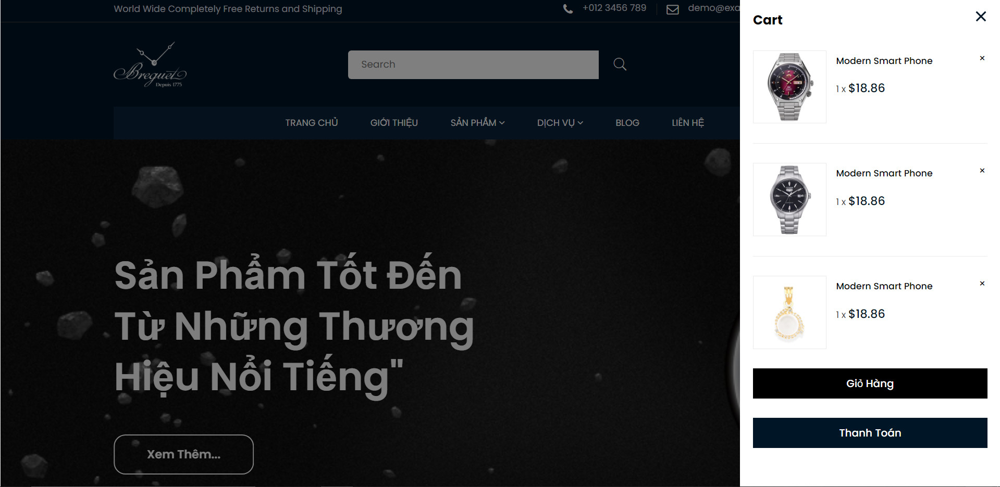 World Wide Completely Free Returns and Shipping
+012 3456 789
demo@exa
Breguet
Depuis 1775
Search
TRANG CHỦ
GIỚI THIỆU
SẢN PHẨM
DỊCH VỤ
BLOG
LIÊN HỆ
Sản Phẩm Tốt Đến
Từ Những Thương
Hiệu Nổi Tiếng"
Xem Thêm...
Cart
Modern Smart Phone
1 x $18.86
Modern Smart Phone
1 x $18.86
Modern Smart Phone
1 x $18.86
Giỏ Hàng
Thanh Toán